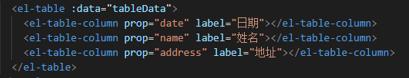 <el-table :data="tableData">
<el-table-column prop="date" label="日期"></el-table-column>
<el-table-column prop="name" label="姓名"></el-table-column>
<el-table-column prop="address" label="地址"></el-table-column>
</el-table>